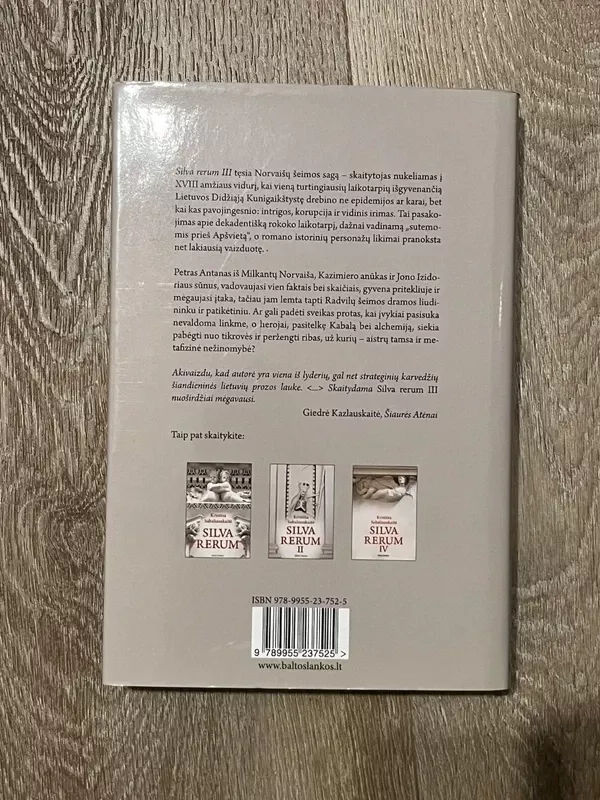 Silva rerum III tęsia Norvaišų šeimos sagą – skaitytojas nukeliamas į
XVIII amžiaus vidurį, kai vieną turtingiausių laikotarpių išgyvenančią
Lietuvos Didžiąją Kunigaikštystę drebino ne epidemijos ar karai, bet
kai kas pavojingesnio: intrigos, korupcija ir vidinis irimas. Tai pasako-
jimas apie dekadentišką rokoko laikotarpį, dažnai vadinamą „sutemo-
mis prieš Apšvietą“, o romano istorinių personažų likimai pranoksta
net lakiausią vaizduotę.
Petras Antanas iš Milkantų Norvaiša, Kazimiero anūkas ir Jono Izido-
riaus sūnus, vadovaujasi vien faktais bei skaičiais, gyvena pritekliuje ir
mėgaujasi įtaka, tačiau jam lemta tapti Radvilų šeimos dramos liudi-
ninku ir patikėtiniu. Ar gali padėti sveikas protas, kai įvykiai pasisuka
nevaldoma linkme, o herojai, pasitelkę Kabalą bei alchemiją, siekia
pabėgti nuo tikrovės ir peržengti ribas, už kurių – aistrų tamsa ir me-
tafizinė nežinomybė?
Akivaizdu, kad autorė yra viena iš lyderių, gal net strateginių karvedžių
šiandieninės lietuvių prozos lauke. <...> Skaitydama Silva rerum III
nuoširdžiai mėgavausi.
Giedrė Kazlauskaitė, Šiaurės Atėnai
Taip pat skaitykite:
Kristina
Sabaliauskaitė
SILVA
RERUM
Kristina
Sabaliauskaitė
SILVA
RERUM
II
Kristina
Sabaliauskaitė
SILVA
RERUM
IV
ISBN 978-9955-23-752-5
9 789955 237525 >
www.baltoslankos.lt